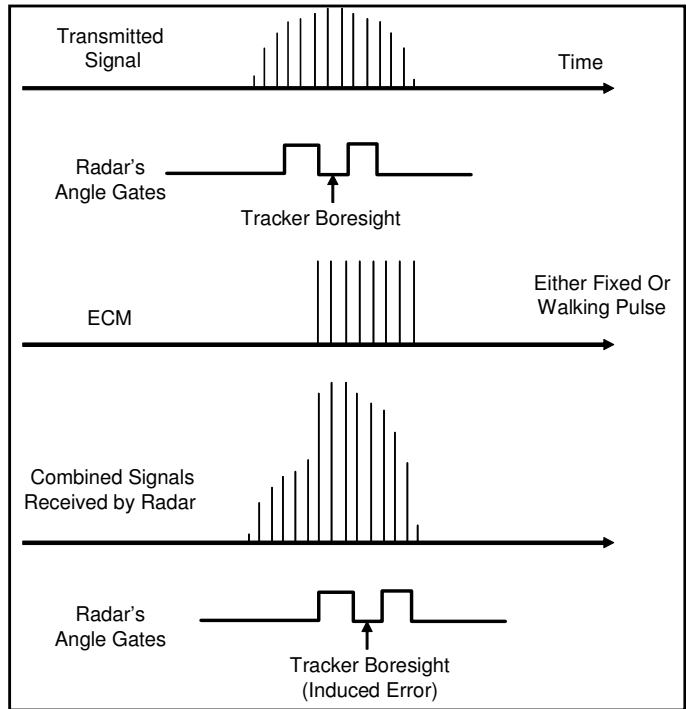 Transmitted
Signal
Time
Radar's
Angle Gates
Tracker Boresight
ECM
Either Fixed Or
Walking Pulse
Combined Signals
Received by Radar
Radar's
Angle Gates
Tracker Boresight
(Induced Error)